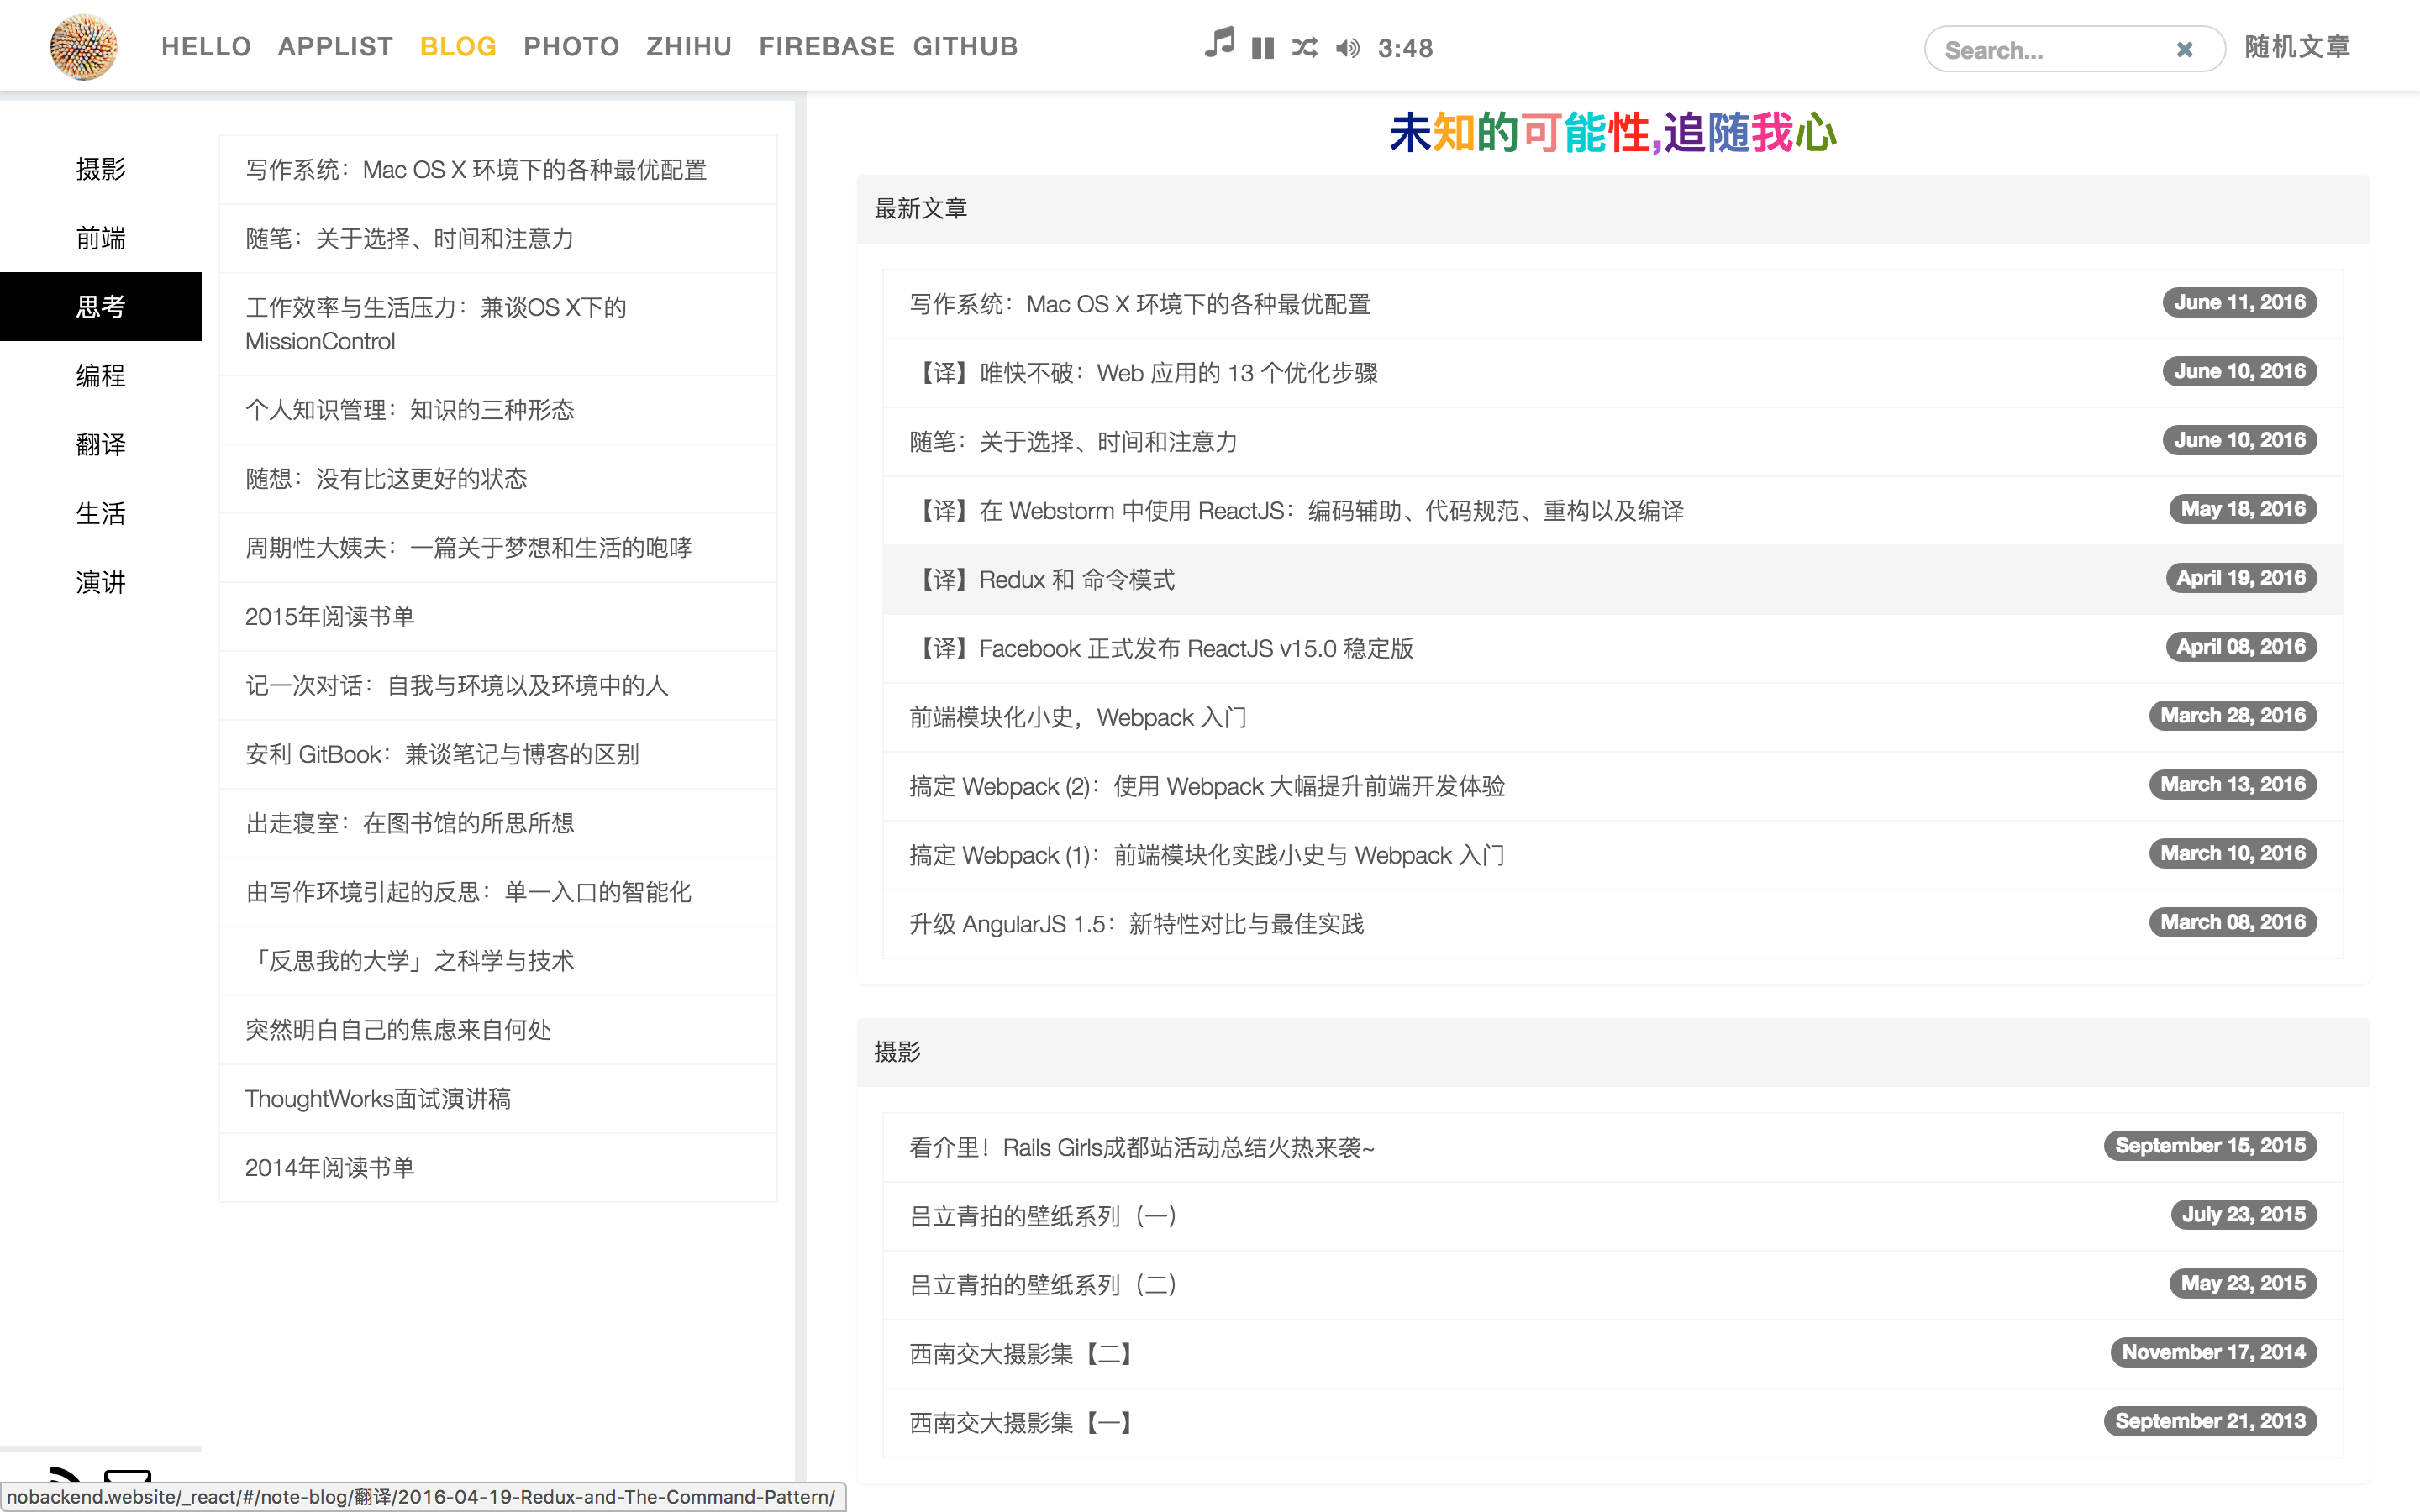 HELLO APPLIST BLOG PHOTO ZHIHU FIREBASE GITHUB 3:48 Search... 随机文章
摄影
前端
思考
编程
翻译
生活
演讲
写作系统：Mac OS X 环境下的各种最优配置
随笔：关于选择、时间和注意力
工作效率与生活压力：兼谈OS X下的
MissionControl
个人知识管理：知识的三种形态
随想：没有比这更好的状态
周期性大姨夫：一篇关于梦想和生活的咆哮
2015年阅读书单
记一次对话：自我与环境以及环境中的人
安利 GitBook：兼谈笔记与博客的区别
出走寝室：在图书馆的所思所想
由写作环境引起的反思：单一入口的智能化
「反思我的大学」之科学与技术
突然明白自己的焦虑来自何处
ThoughtWorks面试演讲稿
2014年阅读书单
未知的可能性,追随我心
最新文章
写作系统：Mac OS X 环境下的各种最优配置 June 11, 2016
【译】唯快不破：Web 应用的 13 个优化步骤 June 10, 2016
随笔：关于选择、时间和注意力 June 10, 2016
【译】在 Webstorm 中使用 ReactJS：编码辅助、代码规范、重构以及编译 May 18, 2016
【译】Redux 和 命令模式 April 19, 2016
【译】Facebook 正式发布 ReactJS v15.0 稳定版 April 08, 2016
前端模块化小史，Webpack 入门 March 28, 2016
搞定 Webpack (2)：使用 Webpack 大幅提升前端开发体验 March 13, 2016
搞定 Webpack (1)：前端模块化实践小史与 Webpack 入门 March 10, 2016
升级 AngularJS 1.5：新特性对比与最佳实践 March 08, 2016
摄影
看介里！Rails Girls成都站活动总结火热来袭~ September 15, 2015
吕立青拍的壁纸系列（一） July 23, 2015
吕立青拍的壁纸系列（二） May 23, 2015
西南交大摄影集【二】 November 17, 2014
西南交大摄影集【一】 September 21, 2013
nobackend.website/_react/#/note-blog/翻译/2016-04-19-Redux-and-The-Command-Pattern/